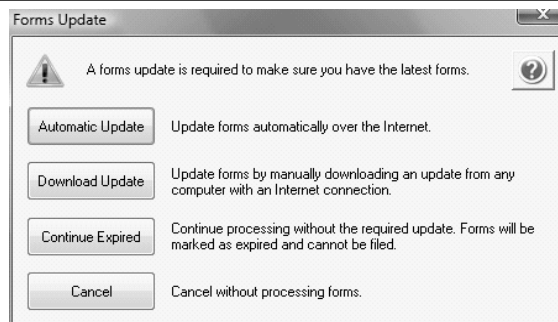 Forms Update
A forms update is required to make sure you have the latest forms.
Automatic Update Update forms automatically over the Internet.
Download Update Update forms by manually downloading an update from any
computer with an Internet connection.
Continue Expired Continue processing without the required update. Forms will be
marked as expired and cannot be filed.
Cancel Cancel without processing forms.